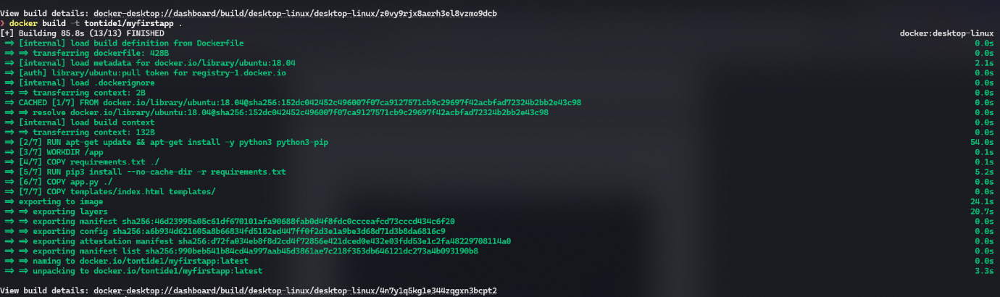 View build details: docker-desktop://dashboard/build/desktop-linux/desktop-linux/z0vy9rjx8aerh3el8vzmo9dcb
❯ docker build -t tontide1/myfirstapp .
[+] Building 85.8s (13/13) FINISHED docker:desktop-linux
=> [internal] load build definition from Dockerfile 0.0s
=> => transferring dockerfile: 428B 0.0s
=> [internal] load metadata for docker.io/library/ubuntu:18.04 2.1s
=> [auth] library/ubuntu:pull token for registry-1.docker.io 0.0s
=> [internal] load .dockerignore 0.0s
=> => transferring context: 2B 0.0s
=> CACHED [1/7] FROM docker.io/library/ubuntu:18.04@sha256:152dc042452c496007f07ca9127571cb9c29697f42acbfad72324b2bb2e43c98 0.0s
=> => resolve docker.io/library/ubuntu:18.04@sha256:152dc042452c496007f07ca9127571cb9c29697f42acbfad72324b2bb2e43c98 0.0s
=> [internal] load build context 0.0s
=> => transferring context: 132B 0.0s
=> [2/7] RUN apt-get update && apt-get install -y python3 python3-pip 54.0s
=> [3/7] WORKDIR /app 0.1s
=> [4/7] COPY requirements.txt ./ 0.1s
=> [5/7] RUN pip3 install --no-cache-dir -r requirements.txt 5.2s
=> [6/7] COPY app.py ./ 0.0s
=> [7/7] COPY templates/index.html templates/ 0.0s
=> exporting to image 24.1s
=> => exporting layers 20.7s
=> => exporting manifest sha256:46d23995a05c61df670101afa90688fab0d4f8fdc0ccceafcd73cccd434c6f20 0.0s
=> => exporting config sha256:a6b934d621605a8b66834fd5182ed447ff0f2d3e1a9be3d68d71d3b8da6816c9 0.0s
=> => exporting attestation manifest sha256:d72fa034eb8f8d2cd4f72856e421dced0e432e03fdd53e1c2fa48229708114a0 0.0s
=> => exporting manifest list sha256:990beb541b84cd4a997aab45d3861ae7c218f353db646121dc273a4b093190b8 0.0s
=> => naming to docker.io/tontide1/myfirstapp:latest 0.0s
=> => unpacking to docker.io/tontide1/myfirstapp:latest 3.3s
View build details: docker-desktop://dashboard/build/desktop-linux/desktop-linux/4n7y1q5kg1e344zqgxn3bcpt2